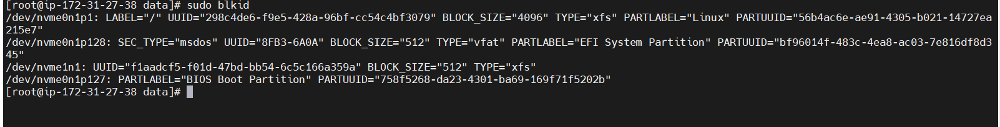 [root@ip-172-31-27-38 data]# sudo blkid
/dev/nvme0n1p1: LABEL="/" UUID="298c4de6-f9e5-428a-96bf-cc54c4bf3079" BLOCK_SIZE="4096" TYPE="xfs" PARTLABEL="Linux" PARTUUID="56b4ac6e-ae91-4305-b021-14727ea
215e7"
/dev/nvme0n1p128: SEC_TYPE="msdos" UUID="8FB3-6A0A" BLOCK_SIZE="512" TYPE="vfat" PARTLABEL="EFI System Partition" PARTUUID="bf96014f-483c-4ea8-ac03-7e816df8d3
45"
/dev/nvme1n1: UUID="f1aadcf5-f01d-47bd-bb54-6c5c166a359a" BLOCK_SIZE="512" TYPE="xfs"
/dev/nvme0n1p127: PARTLABEL="BIOS Boot Partition" PARTUUID="758f5268-da23-4301-ba69-169f71f5202b"
[root@ip-172-31-27-38 data]#